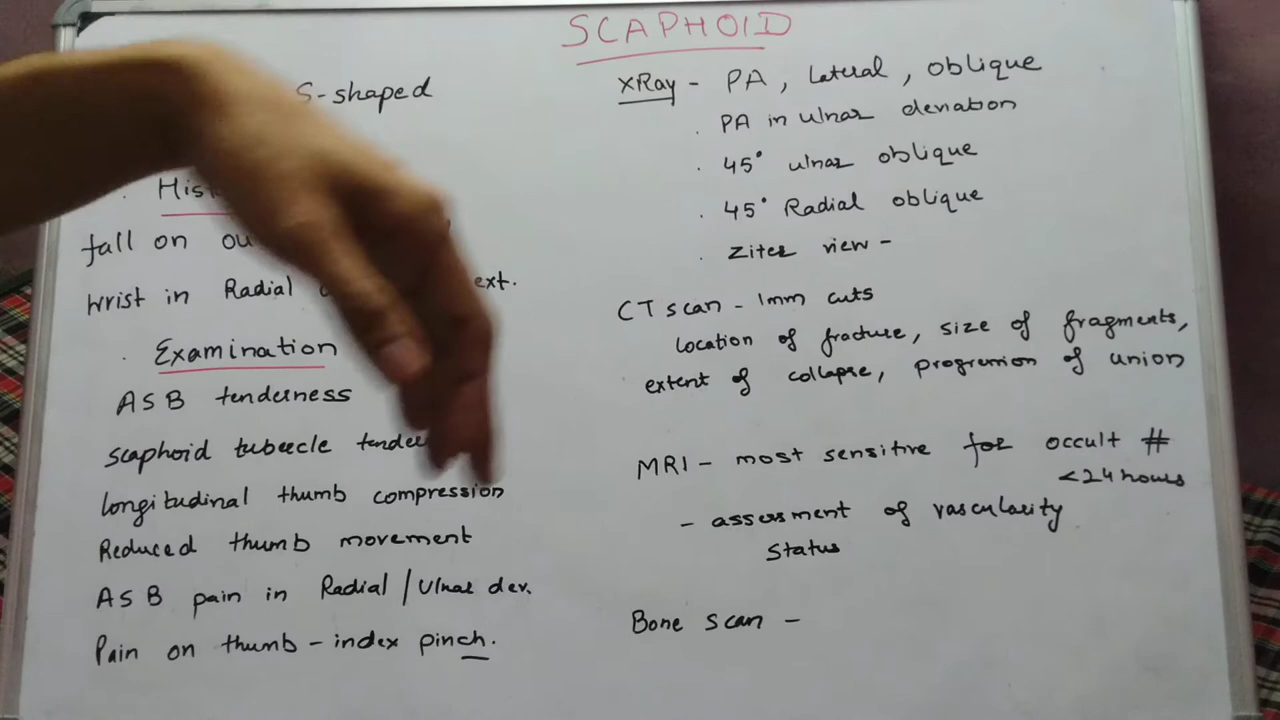 SCAPHOID
S-shaped
fall on
wrist in Radial ext.
. Examination
ASB tenderness
scaphoid tubercle
longitudinal thumb compression
Reduced thumb movement
ASB pain in Radial / Ulnar dev.
Pain on thumb - index pinch.
XRay - PA, lateral, oblique
. PA in ulnar deviation
. 45° ulnar oblique
. 45° Radial oblique
. Ziter view -
CT scan - 1mm cuts
location of fracture, size of fragments,
extent of collapse, progression of union
MRI - most sensitive for occult #
<24 hours
- assessment of vascularity
status
Bone scan -